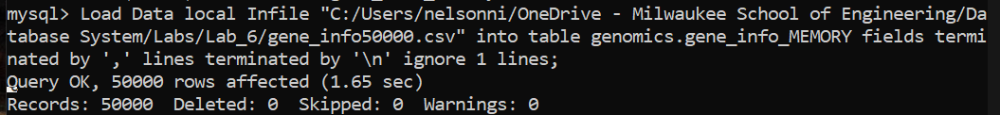 mysql> Load Data local Infile "C:/Users/nelsonni/OneDrive - Milwaukee School of Engineering/Da
tabase System/Labs/Lab_6/gene_info50000.csv" into table genomics.gene_info_MEMORY fields termi
nated by ',' lines terminated by '\n' ignore 1 lines;
Query OK, 50000 rows affected (1.65 sec)
Records: 50000  Deleted: 0  Skipped: 0  Warnings: 0